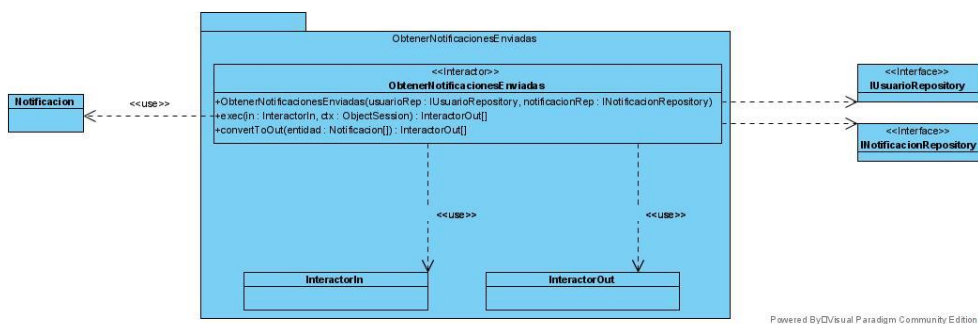 ObtenerNotificacionesEnviadas
<<Interactor>>
ObtenerNotificacionesEnviadas
+ObtenerNotificacionesEnviadas(usuarioRep : IUsuarioRepository, notificacionRep : INotificacionRepository)
+exec(in : InteractorIn, ctx : ObjectSession) : InteractorOut[]
+convertToOut(entidad : Notificacion[]) : InteractorOut[]
Notificacion
<<use>>
<<Interface>>
IUsuarioRepository
<<Interface>>
INotificacionRepository
<<use>>
<<use>>
InteractorIn
InteractorOut
Powered By Visual Paradigm Community Edition